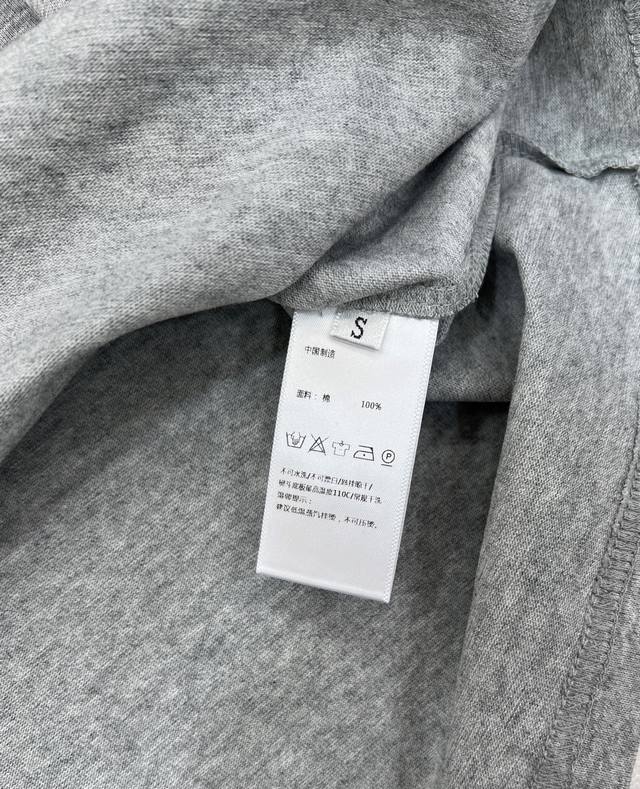 S
中国制造
面料：棉 100%
P
不可水洗/不可漂白/悬挂晾干/
熨斗底板最高温度110C/常规干洗
温馨提示：
建议低温蒸汽挂烫，不可压烫。